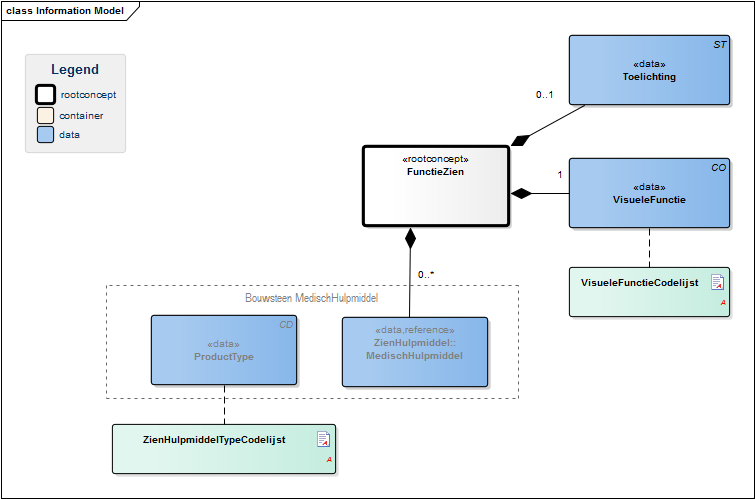 class Information Model
Legend
rootconcept
container
data
ST
«data»
Toelichting
0..1
«rootconcept»
FunctieZien
1
CO
«data»
VisueleFunctie
0..*
VisueleFunctieCodelijst
A
Bouwsteen MedischHulpmiddel
CD
«data»
ProductType
«data,reference»
ZienHulpmiddel::
MedischHulpmiddel
ZienHulpmiddelTypeCodelijst
A